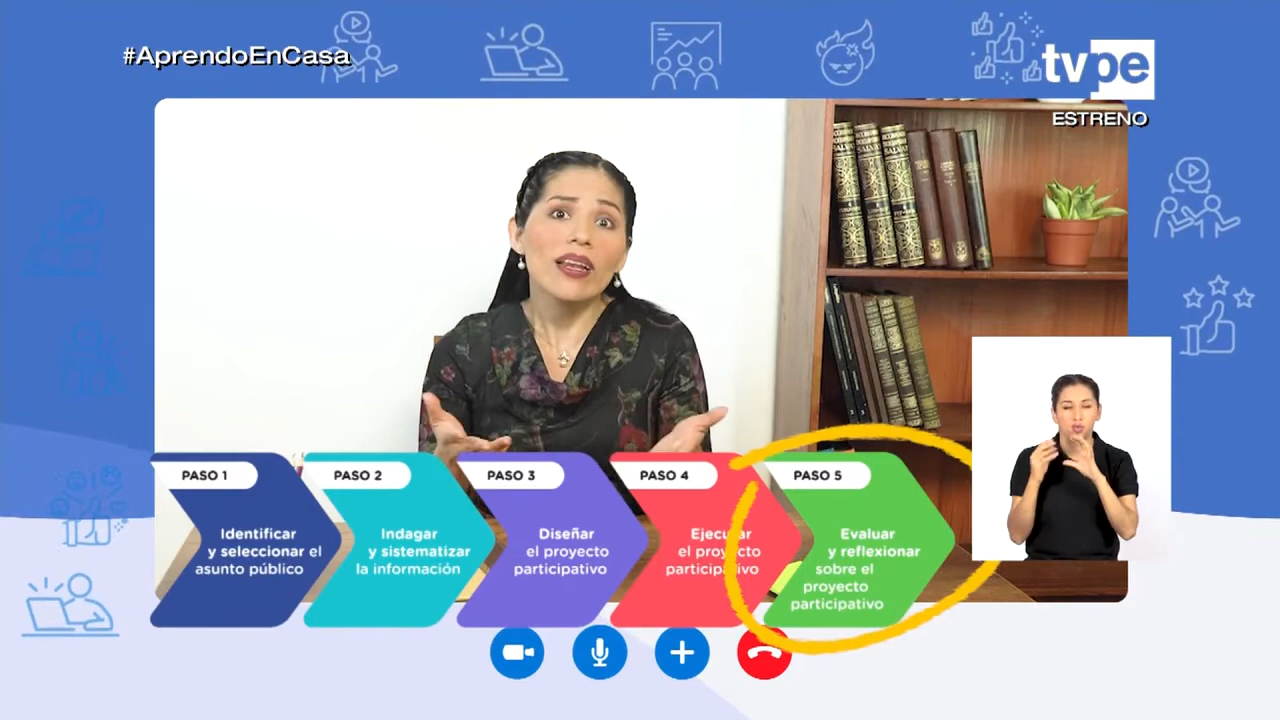 #AprendoEnCasa
tvpe
ESTRENO
SALVAT
PASO 1
Identificar
y seleccionar el
asunto público
PASO 2
Indagar
y sistematizar
la información
PASO 3
Diseñar
el proyecto
participativo
PASO 4
Ejecutar
el proyecto
participativo
PASO 5
Evaluar
y reflexionar
sobre el
proyecto
participativo